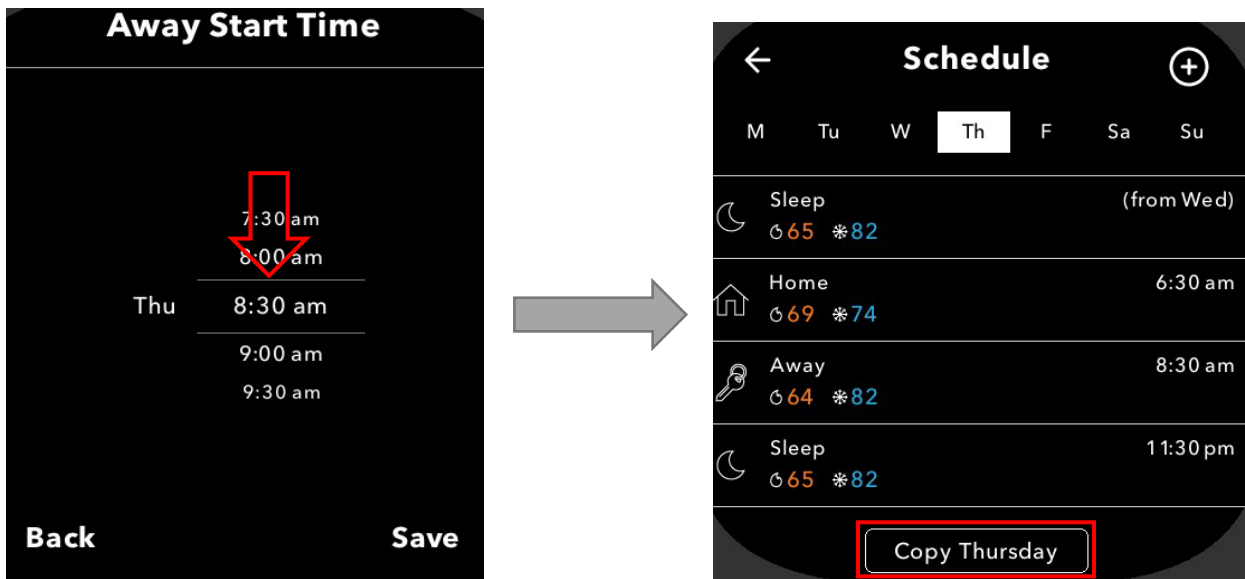 Away Start Time
7:30 am
8:00 am
Thu 8:30 am
9:00 am
9:30 am
Back Save
Schedule
M Tu W Th F Sa Su
Sleep (from Wed)
65 82
Home 6:30 am
69 74
Away 8:30 am
64 82
Sleep 11:30 pm
65 82
Copy Thursday